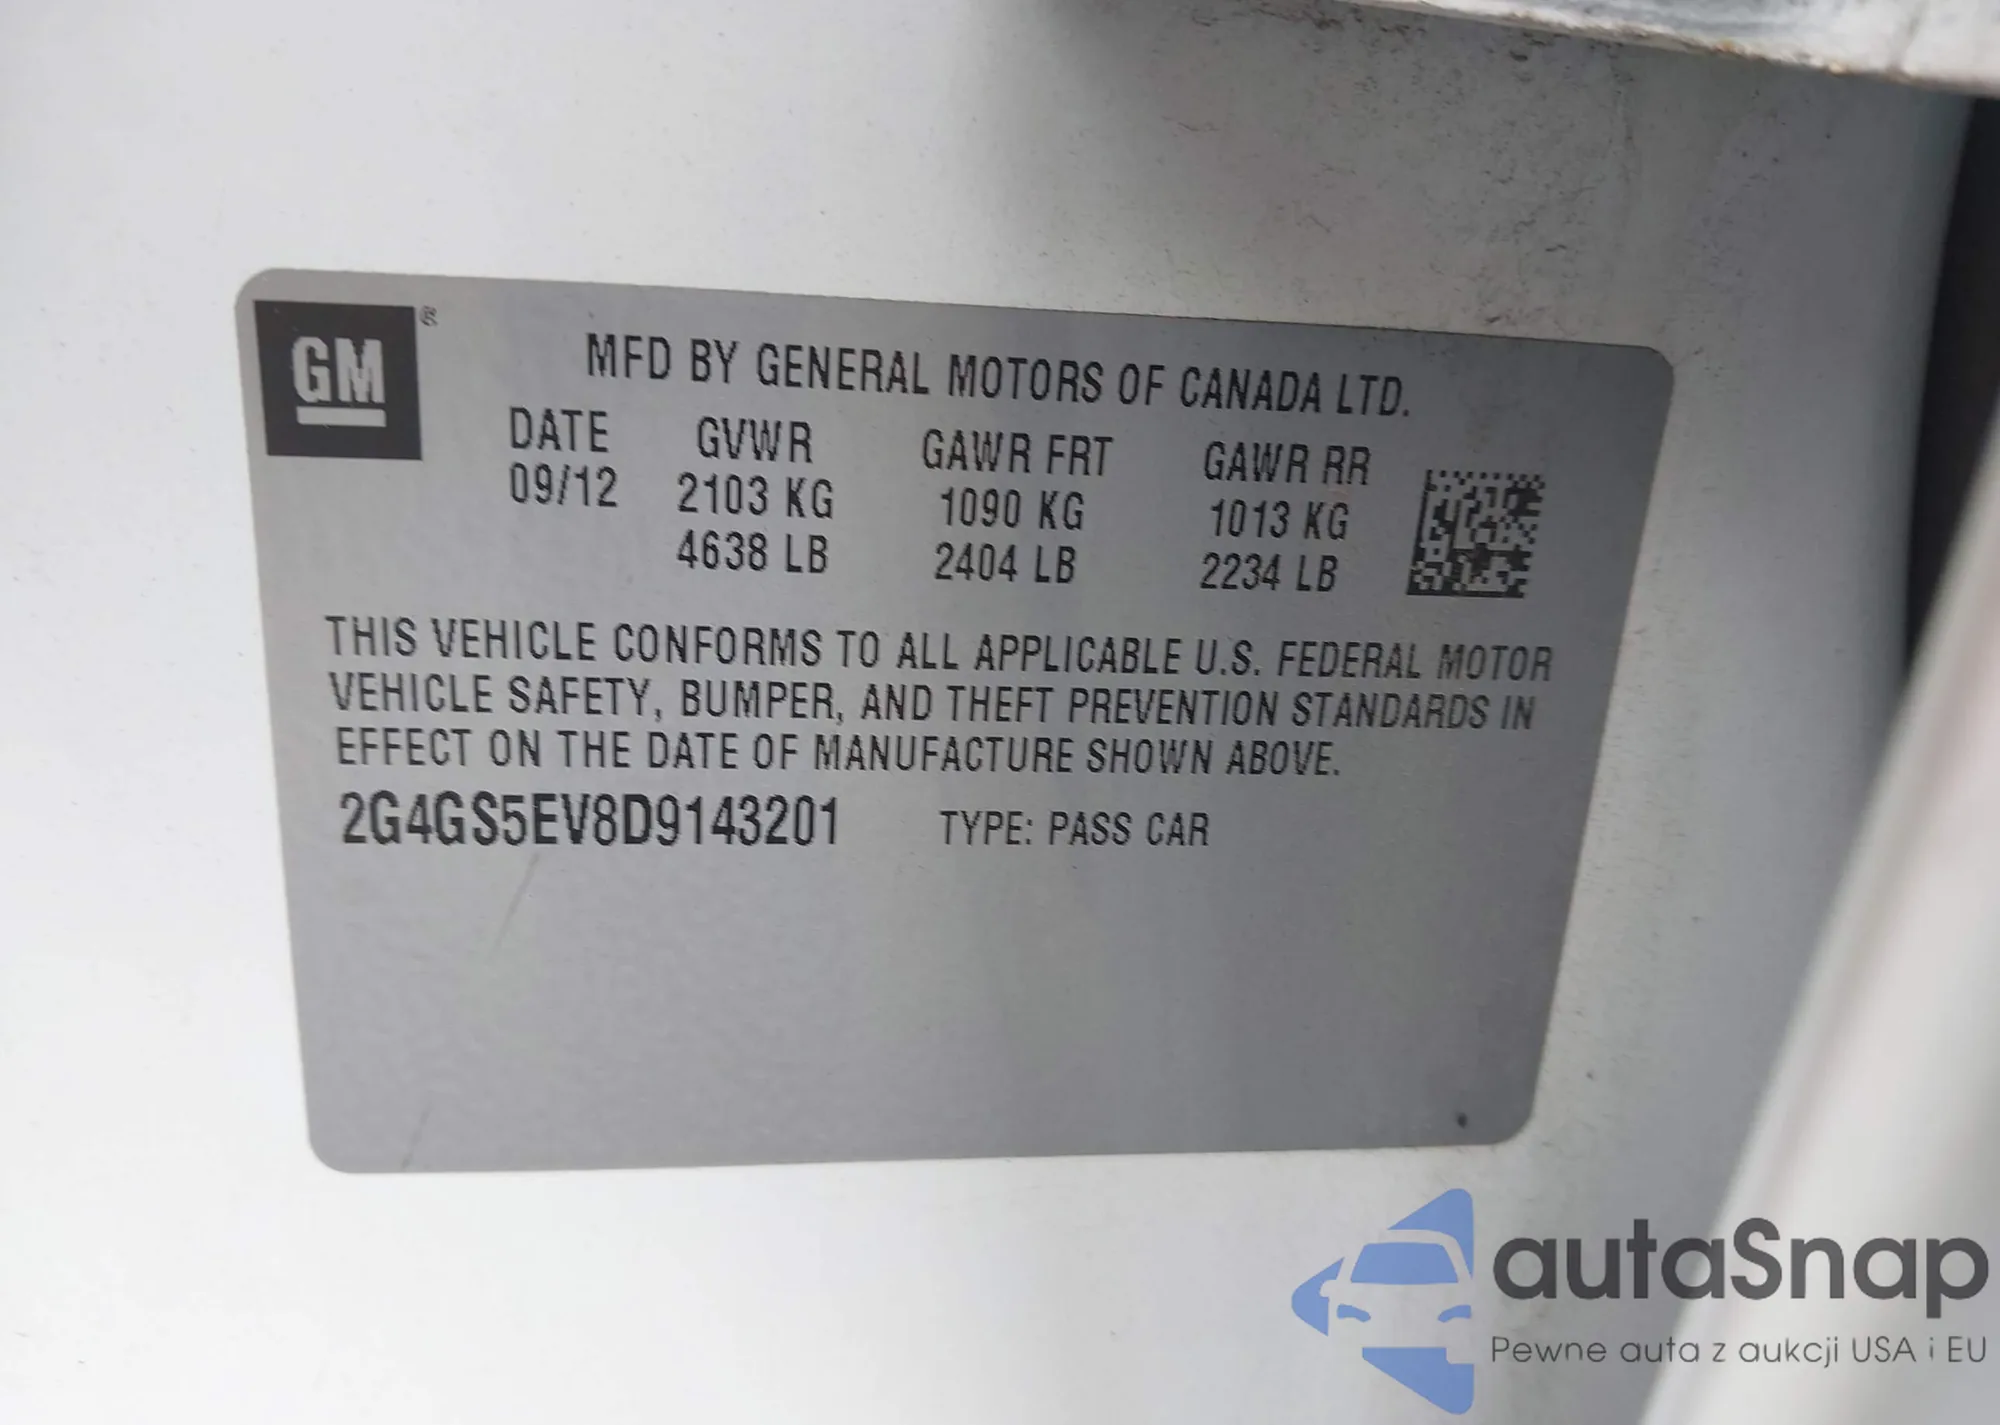 GM
MFD BY GENERAL MOTORS OF CANADA LTD.
DATE GVWR GAWR FRT GAWR RR
09/12 2103 KG 1090 KG 1013 KG
4638 LB 2404 LB 2234 LB
THIS VEHICLE CONFORMS TO ALL APPLICABLE U.S. FEDERAL MOTOR
VEHICLE SAFETY, BUMPER, AND THEFT PREVENTION STANDARDS IN
EFFECT ON THE DATE OF MANUFACTURE SHOWN ABOVE.
2G4GS5EV8D9143201 TYPE: PASS CAR
autaSnap
Pewne auta z aukcji USA i EU